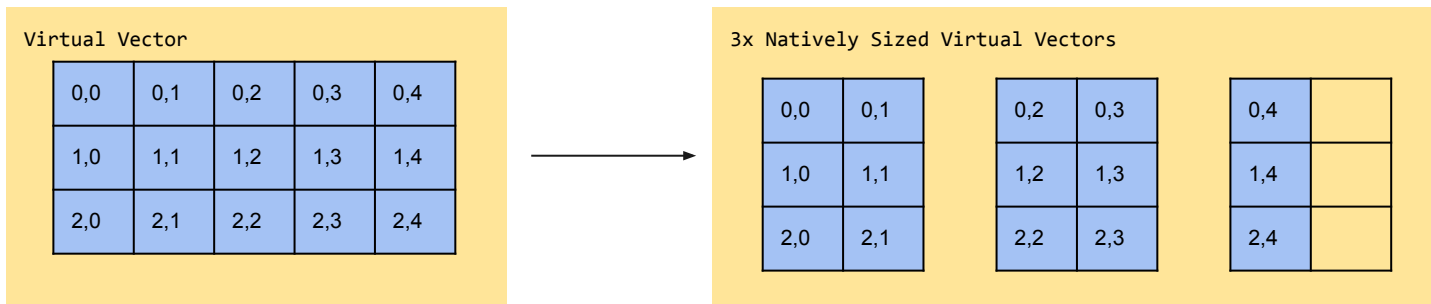 Virtual Vector
0,0 0,1 0,2 0,3 0,4
1,0 1,1 1,2 1,3 1,4
2,0 2,1 2,2 2,3 2,4
3x Natively Sized Virtual Vectors
0,0 0,1
1,0 1,1
2,0 2,1
0,2 0,3
1,2 1,3
2,2 2,3
0,4
1,4
2,4